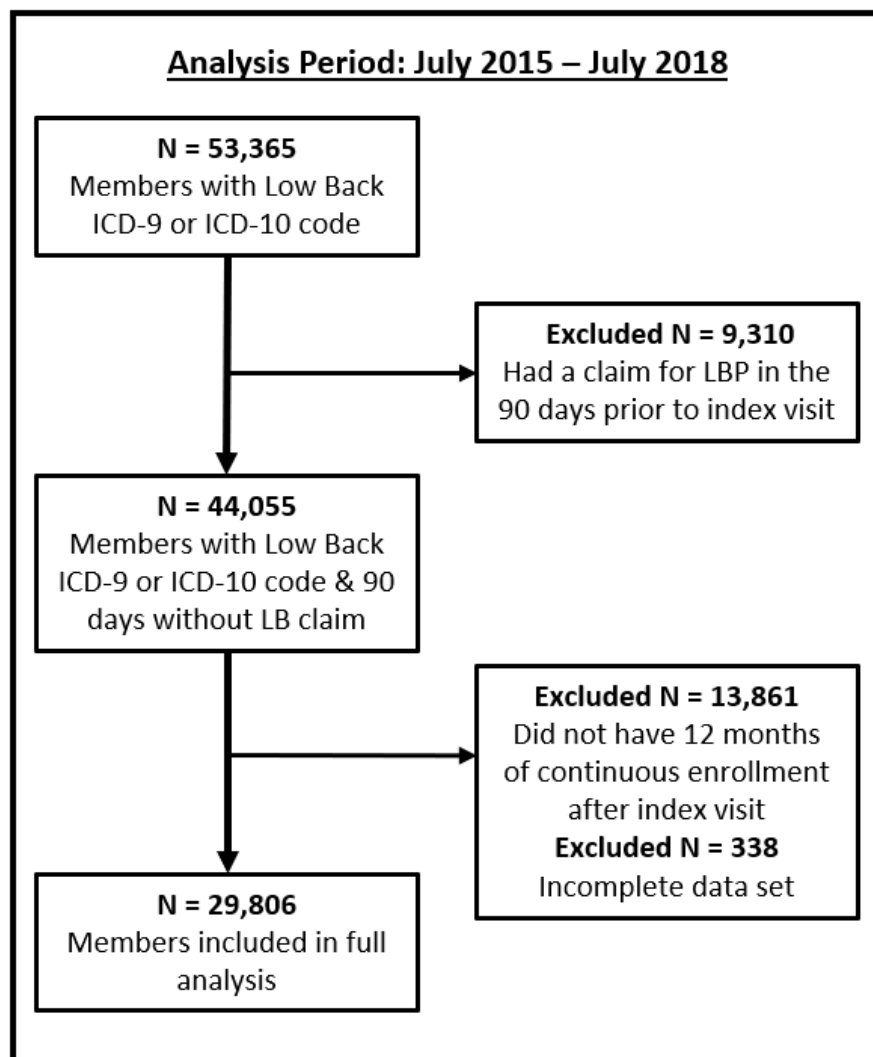 Analysis Period: July 2015 – July 2018
N = 53,365
Members with Low Back
ICD-9 or ICD-10 code
Excluded N = 9,310
Had a claim for LBP in the
90 days prior to index visit
N = 44,055
Members with Low Back
ICD-9 or ICD-10 code & 90
days without LB claim
Excluded N = 13,861
Did not have 12 months
of continuous enrollment
after index visit
Excluded N = 338
Incomplete data set
N = 29,806
Members included in full
analysis